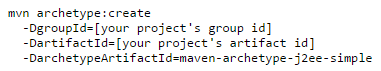 mvn archetype:create
-DgroupId=[your project's group id]
-DartifactId=[your project's artifact id]
-DarchetypeArtifactId=maven-archetype-j2ee-simple